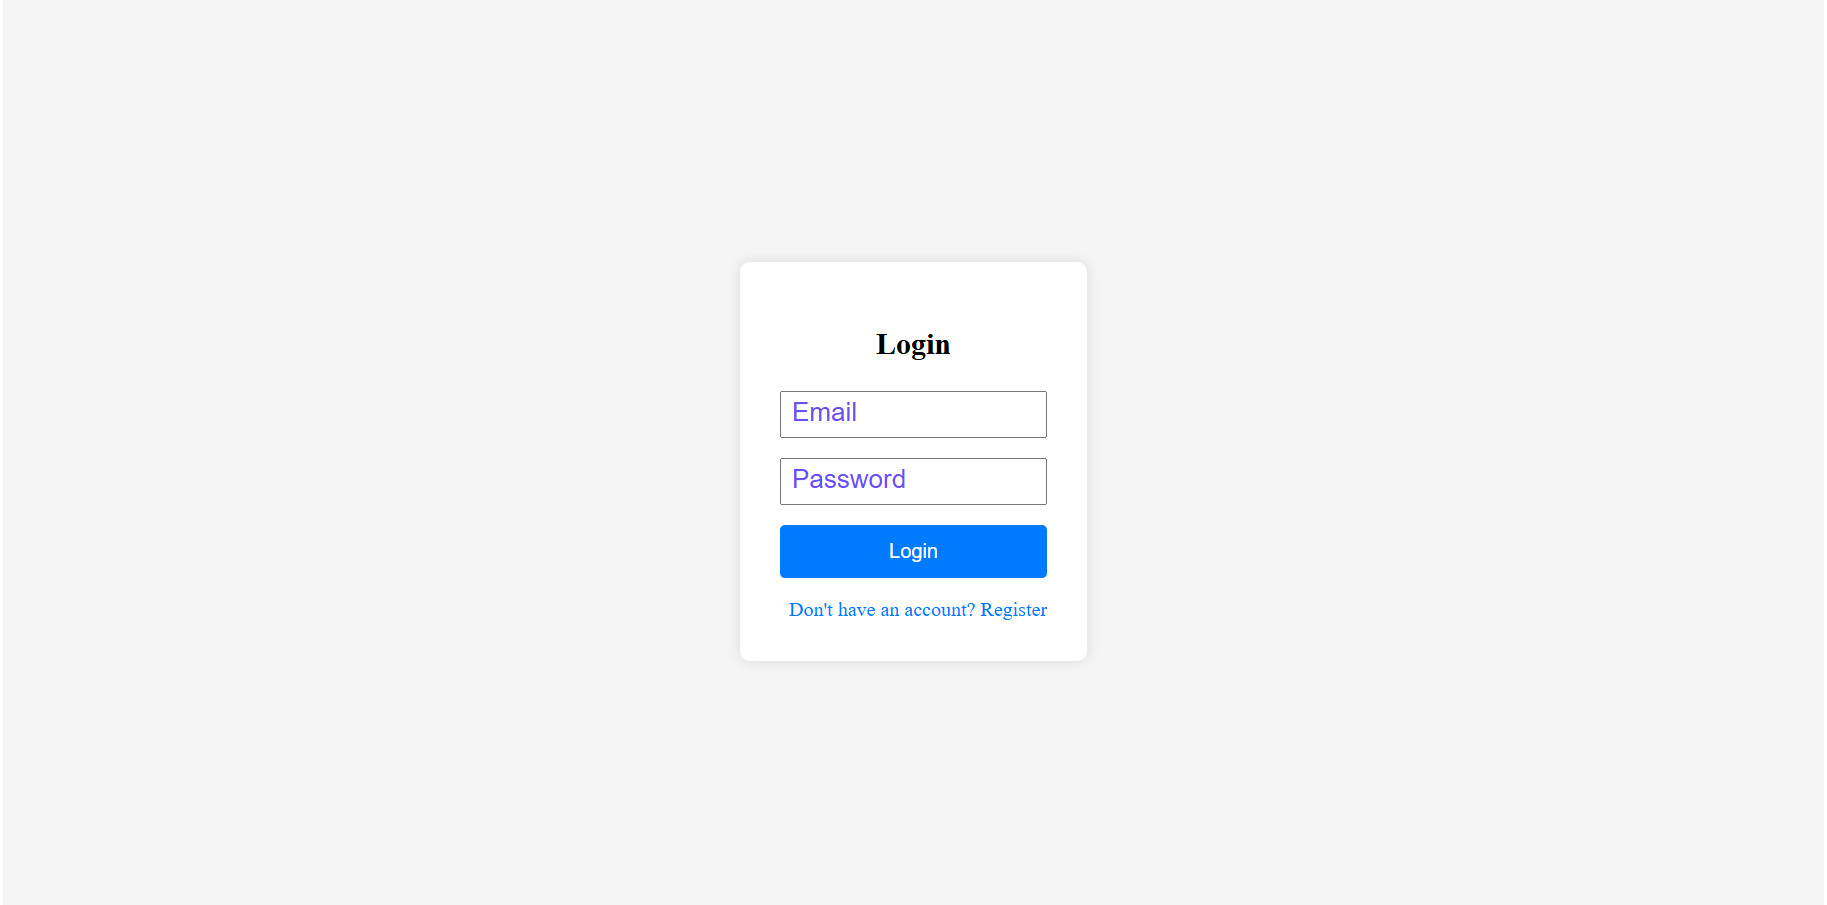 Login
Email
Password
Login
Don't have an account? Register